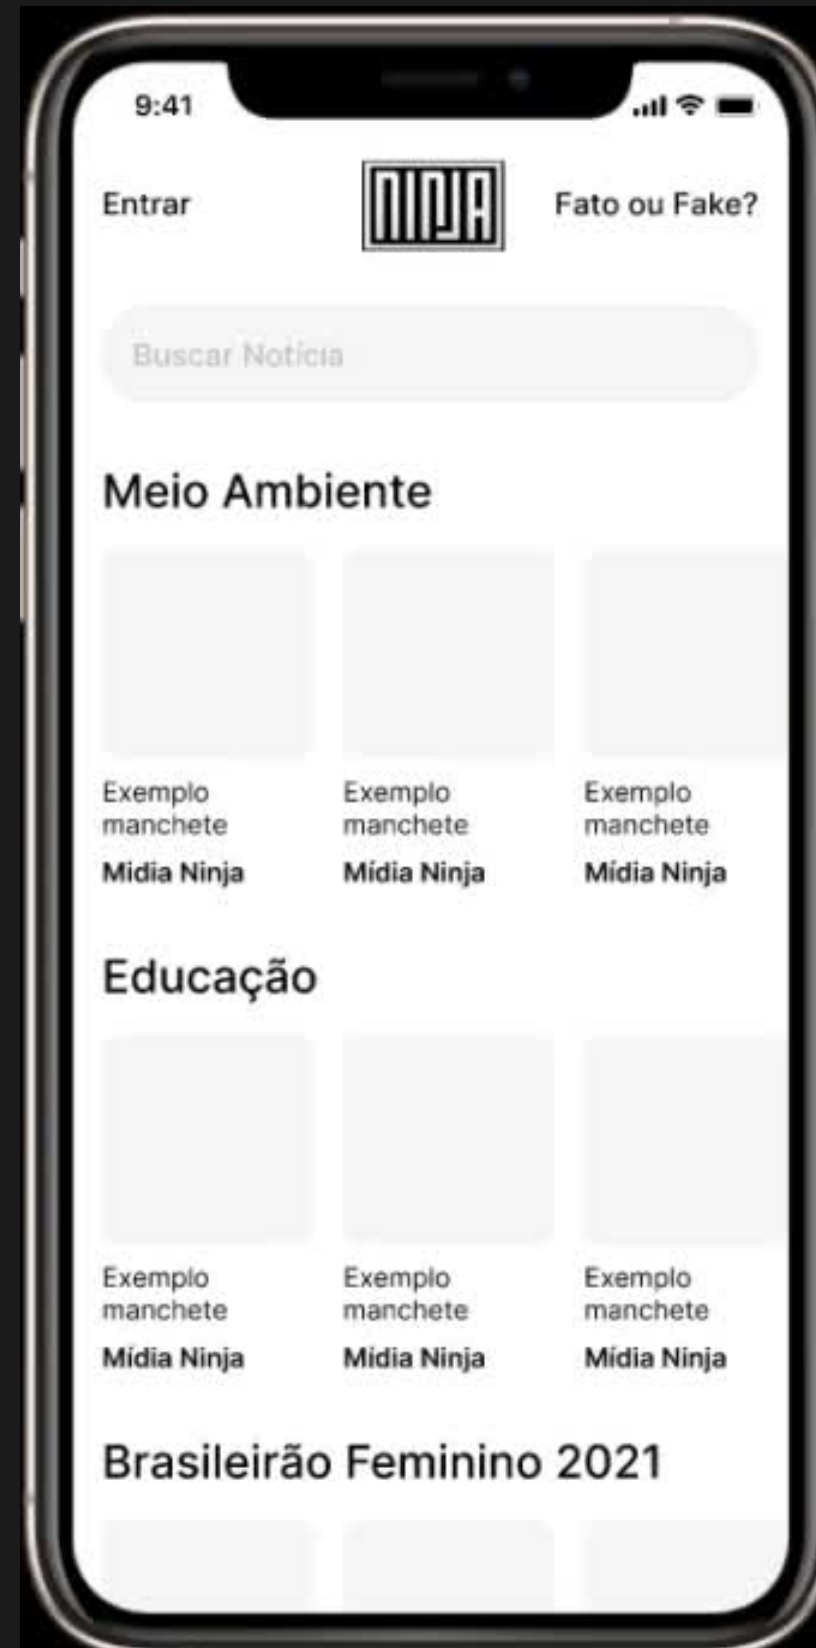 9:41
Entrar
NINJA
Fato ou Fake?
Buscar Notícia
Meio Ambiente
Exemplo manchete
Mídia Ninja
Exemplo manchete
Mídia Ninja
Exemplo manchete
Mídia Ninja
Educação
Exemplo manchete
Mídia Ninja
Exemplo manchete
Mídia Ninja
Exemplo manchete
Mídia Ninja
Brasileirão Feminino 2021